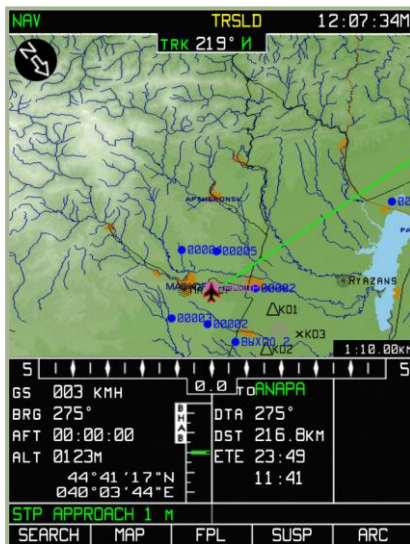 NAV TRSLD 12:07:34M
TRK 219° И
N
APSHERONSK
00005
RYAZANS
00002
K01
00003
00002
K03
ВЫХОD 2
K02
1:10.00KM
5 5
0.0
GS 003 KMH
TO ANAPA
BRG 275°
DTA 275°
AFT 00:00:00
DST 216.8KM
ALT 0123M
ETE 23:49
44°41'17"N
11:41
040°03'44"E
STP APPROACH 1 M
SEARCH MAP FPL SUSP ARC